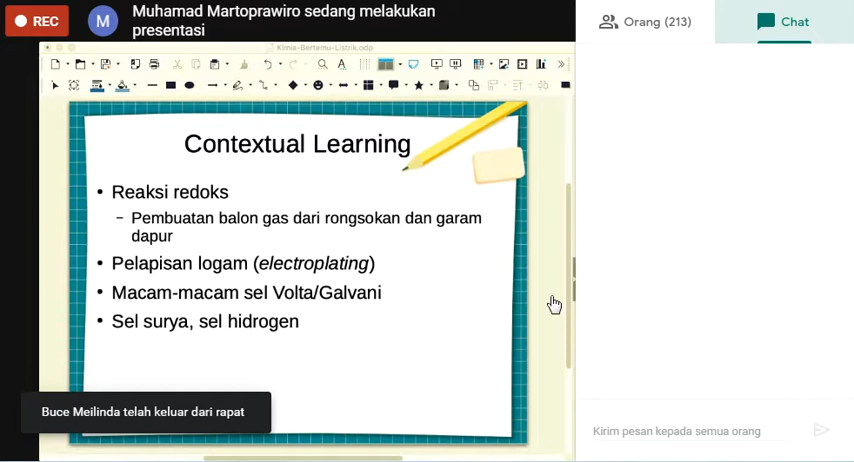 REC
M
Muhamad Martoprawiro sedang melakukan
presentasi
Orang (213)
Chat
Kimia-Bertemu-Listrik.odp
Contextual Learning
• Reaksi redoks
– Pembuatan balon gas dari rongsokan dan garam
dapur
• Pelapisan logam (electroplating)
• Macam-macam sel Volta/Galvani
• Sel surya, sel hidrogen
Buce Meilinda telah keluar dari rapat
Kirim pesan kepada semua orang